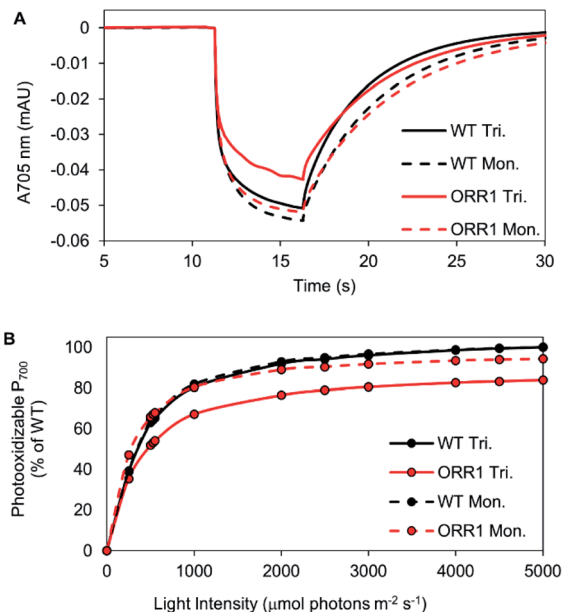 A
0
-0.01
-0.02
-0.03
-0.04
-0.05
-0.06
A705 nm (mAU)
WT Tri.
WT Mon.
ORR1 Tri.
ORR1 Mon.
5
10
15
20
25
30
Time (s)
B
100
80
60
40
20
0
Photooxidizable P₇₀₀
(% of WT)
WT Tri.
ORR1 Tri.
WT Mon.
ORR1 Mon.
0
1000
2000
3000
4000
5000
Light Intensity (μmol photons m⁻² s⁻¹)